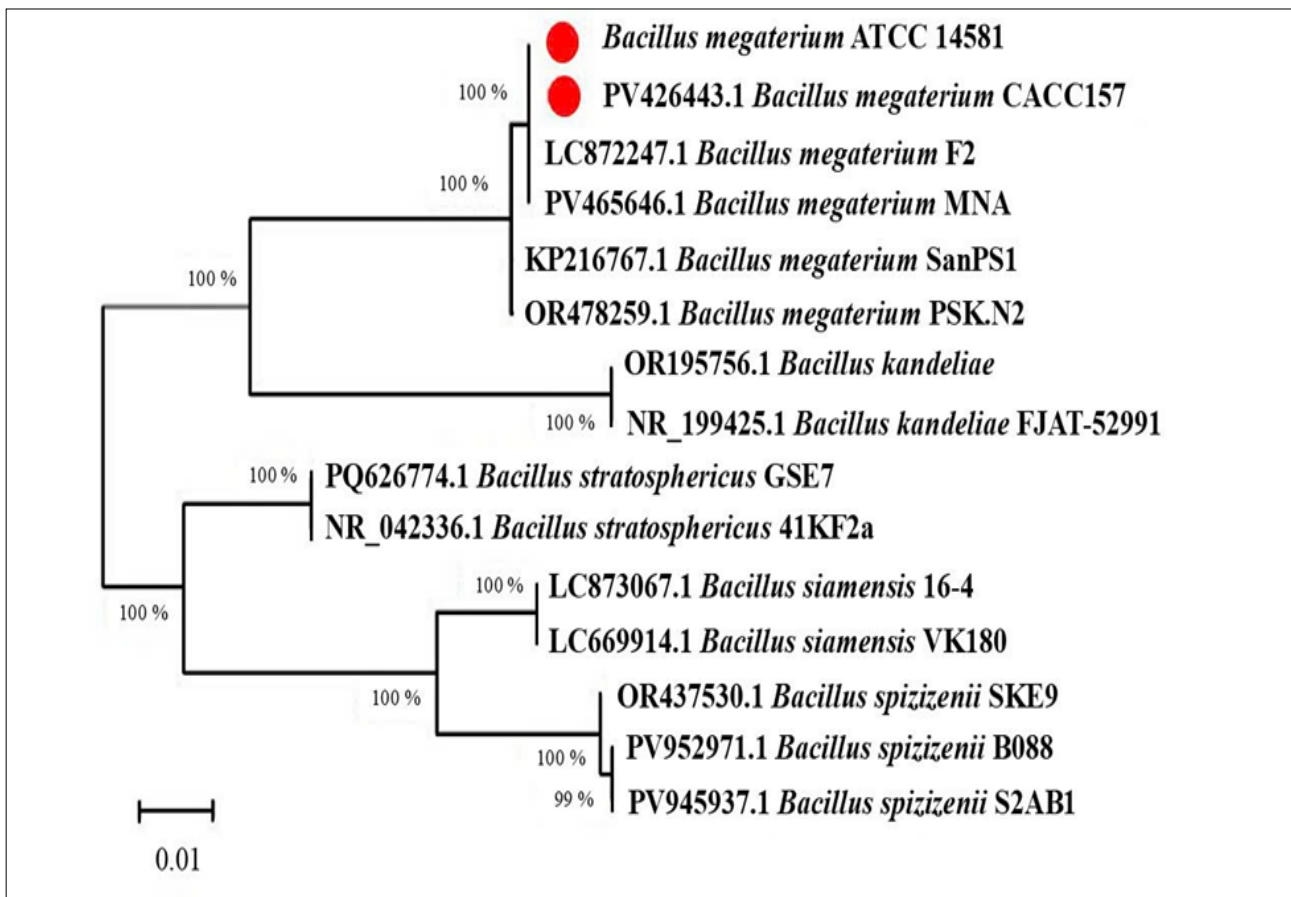 Bacillus megaterium ATCC 14581
100 %
PV426443.1 Bacillus megaterium CACC157
LC872247.1 Bacillus megaterium F2
100 %
PV465646.1 Bacillus megaterium MNA
KP216767.1 Bacillus megaterium SanPS1
100 %
OR478259.1 Bacillus megaterium PSK.N2
OR195756.1 Bacillus kandeliae
100 %
NR_199425.1 Bacillus kandeliae FJAT-52991
100 %
PQ626774.1 Bacillus stratosphericus GSE7
NR_042336.1 Bacillus stratosphericus 41KF2a
100 %
LC873067.1 Bacillus siamensis 16-4
100 %
LC669914.1 Bacillus siamensis VK180
100 %
OR437530.1 Bacillus spizizenii SKE9
100 %
PV952971.1 Bacillus spizizenii B088
99 %
PV945937.1 Bacillus spizizenii S2AB1
0.01